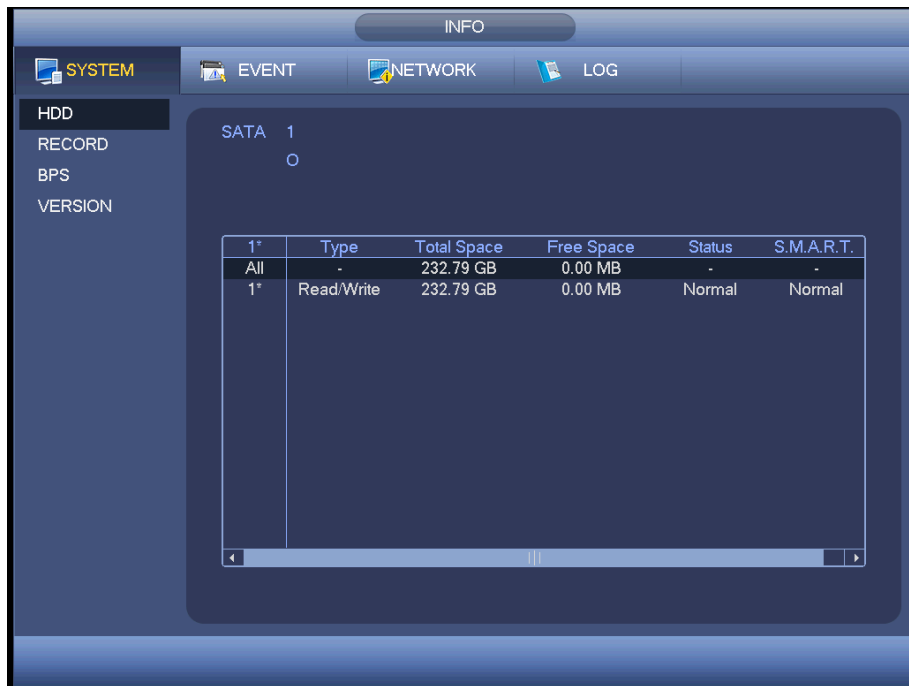 INFO
SYSTEM EVENT NETWORK LOG
HDD
RECORD
BPS
VERSION
SATA 1
O
1* Type Total Space Free Space Status S.M.A.R.T.
All - 232.79 GB 0.00 MB - -
1* Read/Write 232.79 GB 0.00 MB Normal Normal